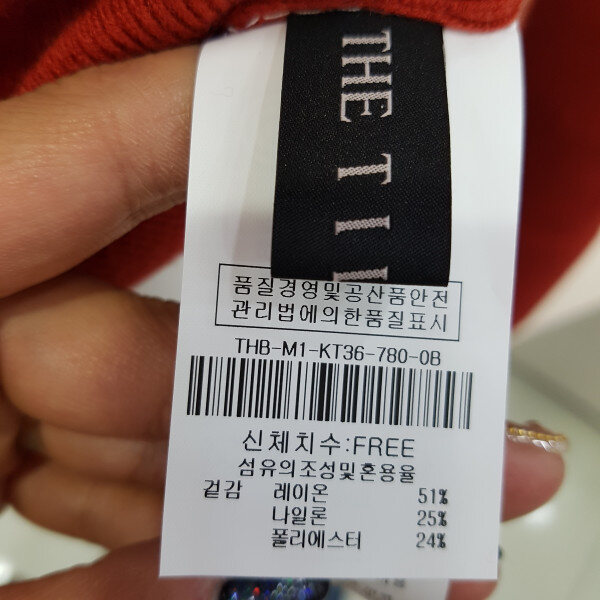 THE
품질경영및공산품안전
관리법에의한품질표시
THB-M1-KT36-780-0B
신체치수:FREE
섬유의조성및혼용율
겉감 레이온 51%
나일론 25%
폴리에스터 24%